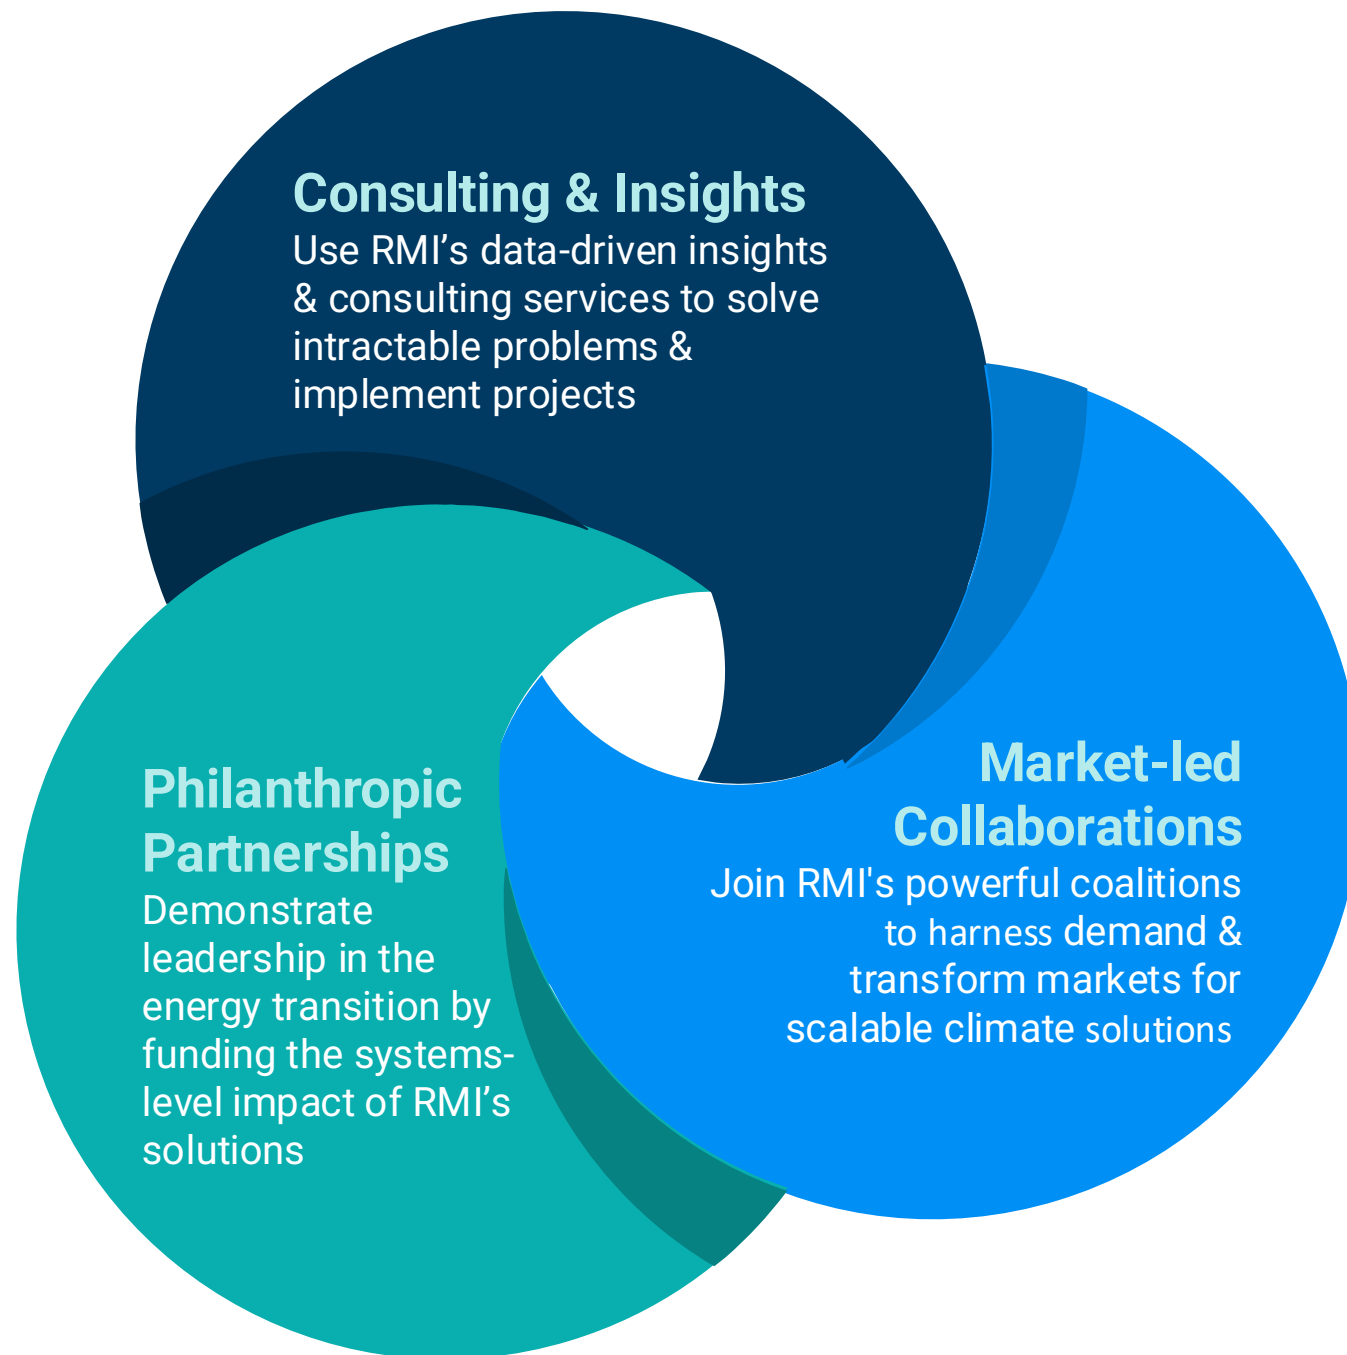 Consulting & Insights
Use RMI’s data-driven insights
& consulting services to solve
intractable problems &
implement projects
Philanthropic
Partnerships
Demonstrate
leadership in the
energy transition by
funding the systems-
level impact of RMI’s
solutions
Market-led
Collaborations
Join RMI's powerful coalitions
to harness demand &
transform markets for
scalable climate solutions